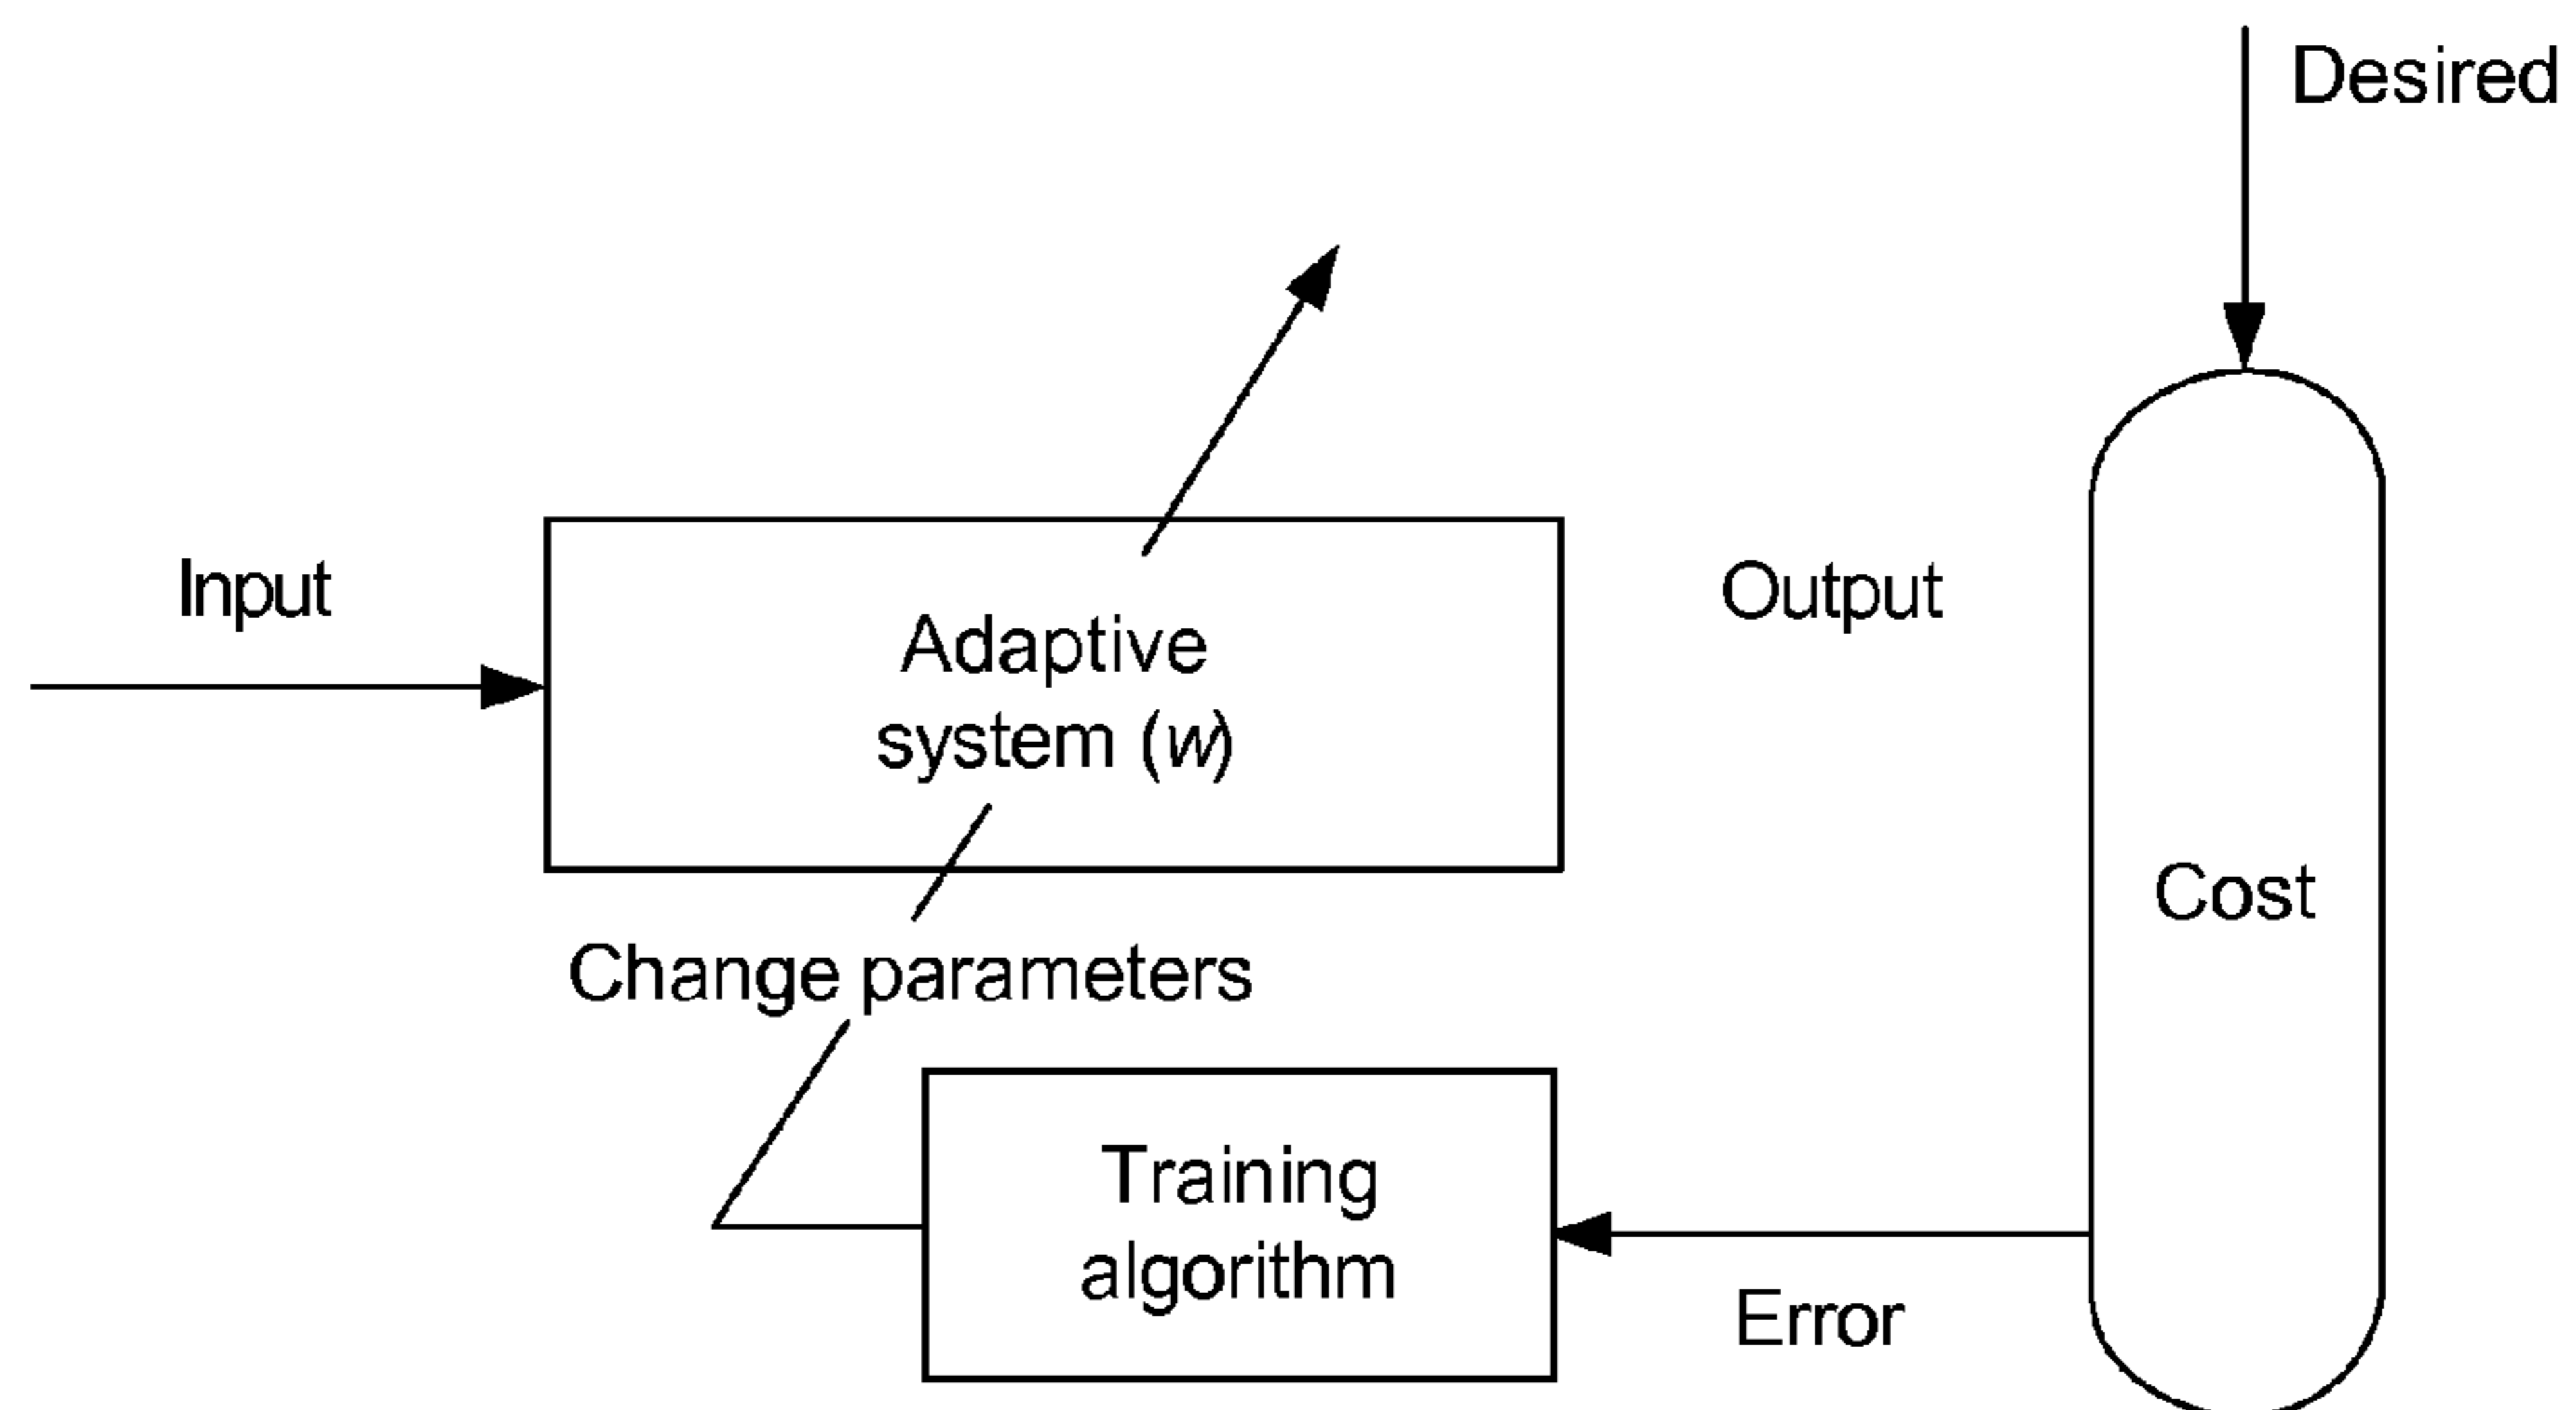 Desired
Input
Adaptive
system (w)
Output
Cost
Change parameters
Training
algorithm
Error